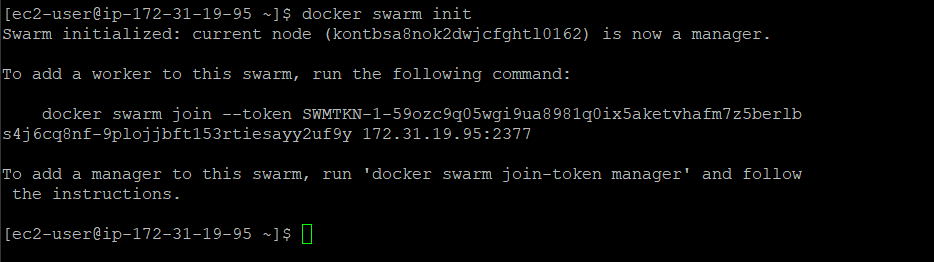 [ec2-user@ip-172-31-19-95 ~]$ docker swarm init
Swarm initialized: current node (kontbsa8nok2dwjcfghtl0162) is now a manager.
To add a worker to this swarm, run the following command:
    docker swarm join --token SWMTKN-1-59ozc9q05wgi9ua8981q0ix5aketvhafm7z5berlb
s4j6cq8nf-9plojjbft153rtiesayy2uf9y 172.31.19.95:2377
To add a manager to this swarm, run 'docker swarm join-token manager' and follow
 the instructions.
[ec2-user@ip-172-31-19-95 ~]$